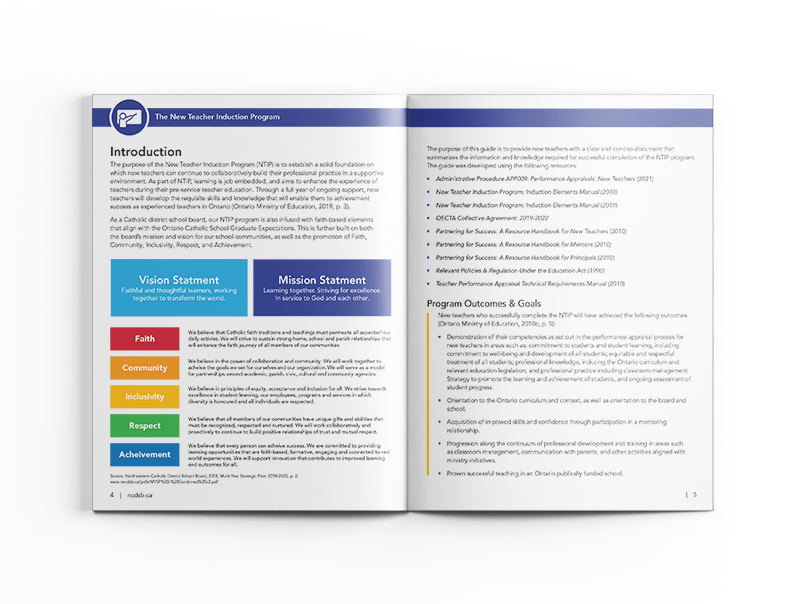 The New Teacher Induction Program
Introduction
The purpose of the New Teacher Induction Program (NTIP) is to establish a solid foundation on
which new teachers can continue to collaboratively build their professional practice in a supportive
environment. As part of NTIP, learning is job embedded, and aims to enhance the experience of
teachers during their pre-service teacher education. Through a full year of ongoing support, new
teachers will develop the requisite skills and knowledge that will enable them to achievement
success as experienced teachers in Ontario (Ontario Ministry of Education, 2019, p. 3).
As a Catholic district school board, our NTIP program is also infused with faith-based elements
that align with the Ontario Catholic School Graduate Expectations. This is further built on both
the board's mission and vision for our school communities, as well as the promotion of Faith,
Community, Inclusivity, Respect, and Achievement.
Vision Statment
Faithful and thoughtful learners, working
together to transform the world.
Mission Statment
Learning together. Striving for excellence.
In service to God and each other.
Faith
We believe that Catholic faith traditions and teachings must permeate all aspects of our
daily activites. We will strive to sustain strong home, school and parish relationships that
will enhance the faith journey of all members of our communities
Community
We believe in the power of collaboration and community. We will work together to
achieve the goals we set for ourselves and our organization. We will serve as a model
for partnerships among academic, parish, civic, cultural and community agencies
Inclusivity
We believe in principles of equity, acceptance and inclusion for all. We strive towards
excellence in student learning, our employees, programs and services in which
diversity is honoured and all individuals are respected.
Respect
We believe that all members of our communities have unique gifts and abilities that
must be recognized, respected and nurtured. We will work collaboratively and
proactively to continue to build positive relationships of trust and mutual respect.
Acheivement
We believe that every person can acheive success. We are committed to providing
learning opportunities that are faith-based, formative, engaging and connected to real
world experiences. We will support innovation that contributes to improved learning
and outcomes for all.
Source: Northeastern Catholic District School Board, 2018, Multi-Year Strategic Plan: 2018-2022, p. 2.
4 | ncdsb.ca
The purpose of this guide is to provide new teachers with a clear and concise document that
summarizes the information and knowledge required for successful completion of the NTIP program.
The guide was developed using the following resources:
• Administrative Procedure APP009: Performance Appraisals: New Teachers (2021)
• New Teacher Induction Program: Induction Elements Manual (2010)
• New Teacher Induction Program: Induction Elements Manual (2019)
• OECTA Collective Agreement: 2019-2022
• Partnering for Success: A Resource Handbook for New Teachers (2010)
• Partnering for Success: A Resource Handbook for Mentors (2010)
• Partnering for Success: A Resource Handbook for Principals (2010)
• Relevant Policies & Regulation Under the Education Act (1990)
• Teacher Performance Appraisal Technical Requirements Manual (2010)
Program Outcomes & Goals
New teachers who successfully complete the NTIP will have achieved the following outcomes
(Ontario Ministry of Education, 2010b, p. 5):
• Demonstration of their competencies as set out in the performance appraisal process for
new teachers in areas such as: commitment to students and student learning, including
commitment to well-being and development of all students; equitable and respectful
treatment of all students; professional knowledge, including the Ontario curriculum and
relevant education legislation; and professional practice including classroom management
Strategy to promote the learning and achievement of students, and ongoing assessment of
student progress.
• Orientation to the Ontario curriculum and context, as well as orientation to the board and
school.
• Acquisition of improved skills and confidence through participation in a mentoring
relationship.
• Progression along the continuum of professional development and training in areas such
as classroom management, communication with parents, and other activities aligned with
ministry initiatives.
• Proven successful teaching in an Ontario publically funded school.
| 5